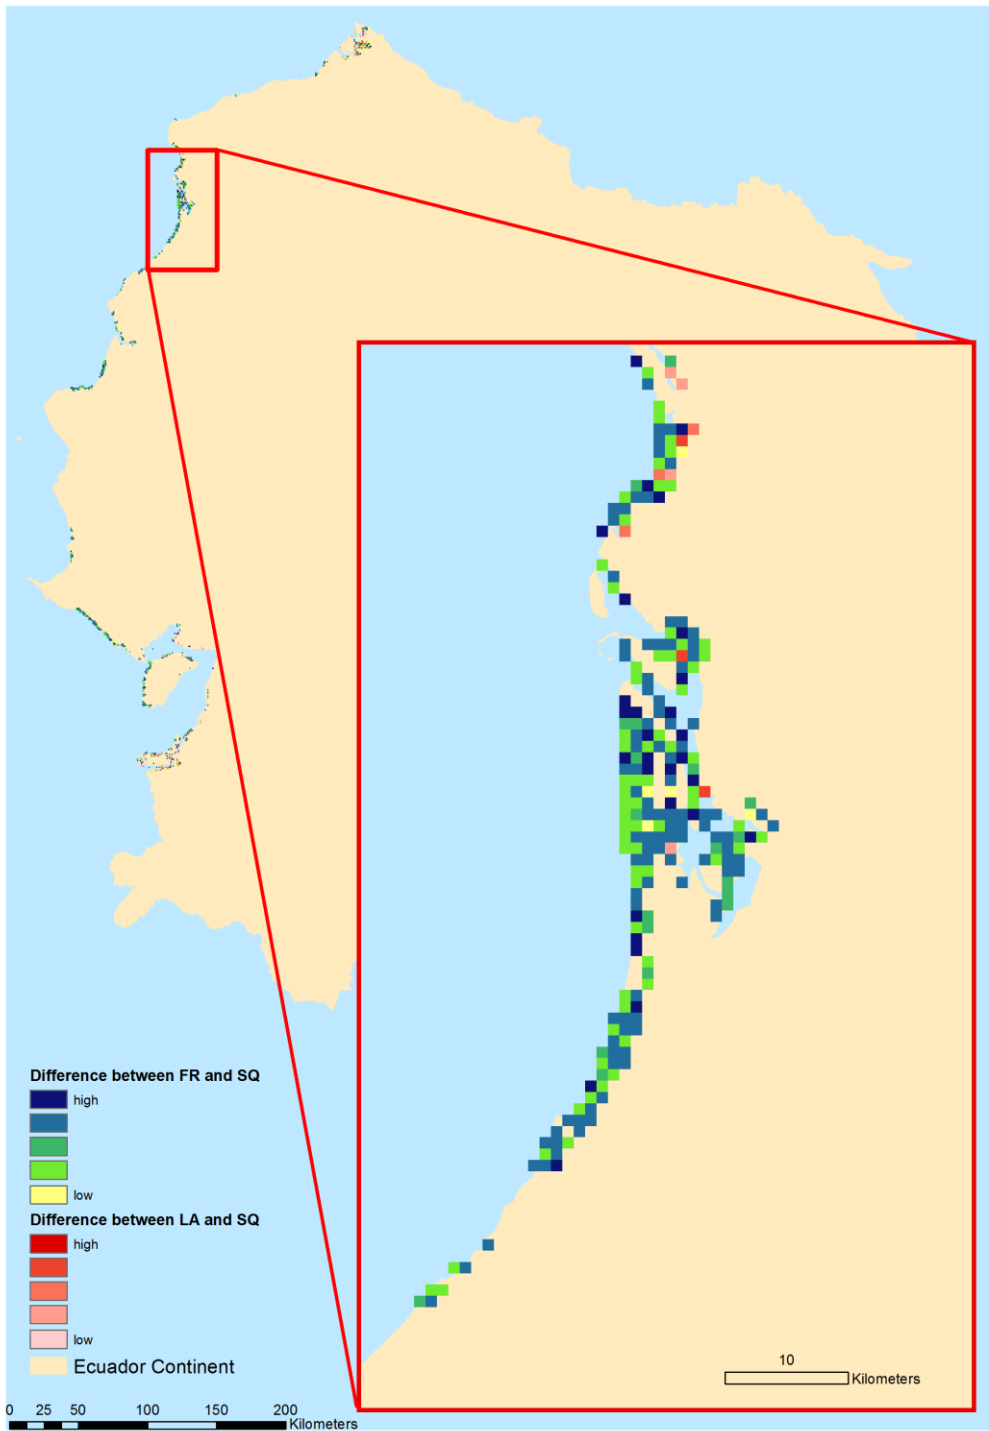 Difference between FR and SQ
high
low
Difference between LA and SQ
high
low
Ecuador Continent
10
Kilometers
0 25 50 100 150 200
Kilometers